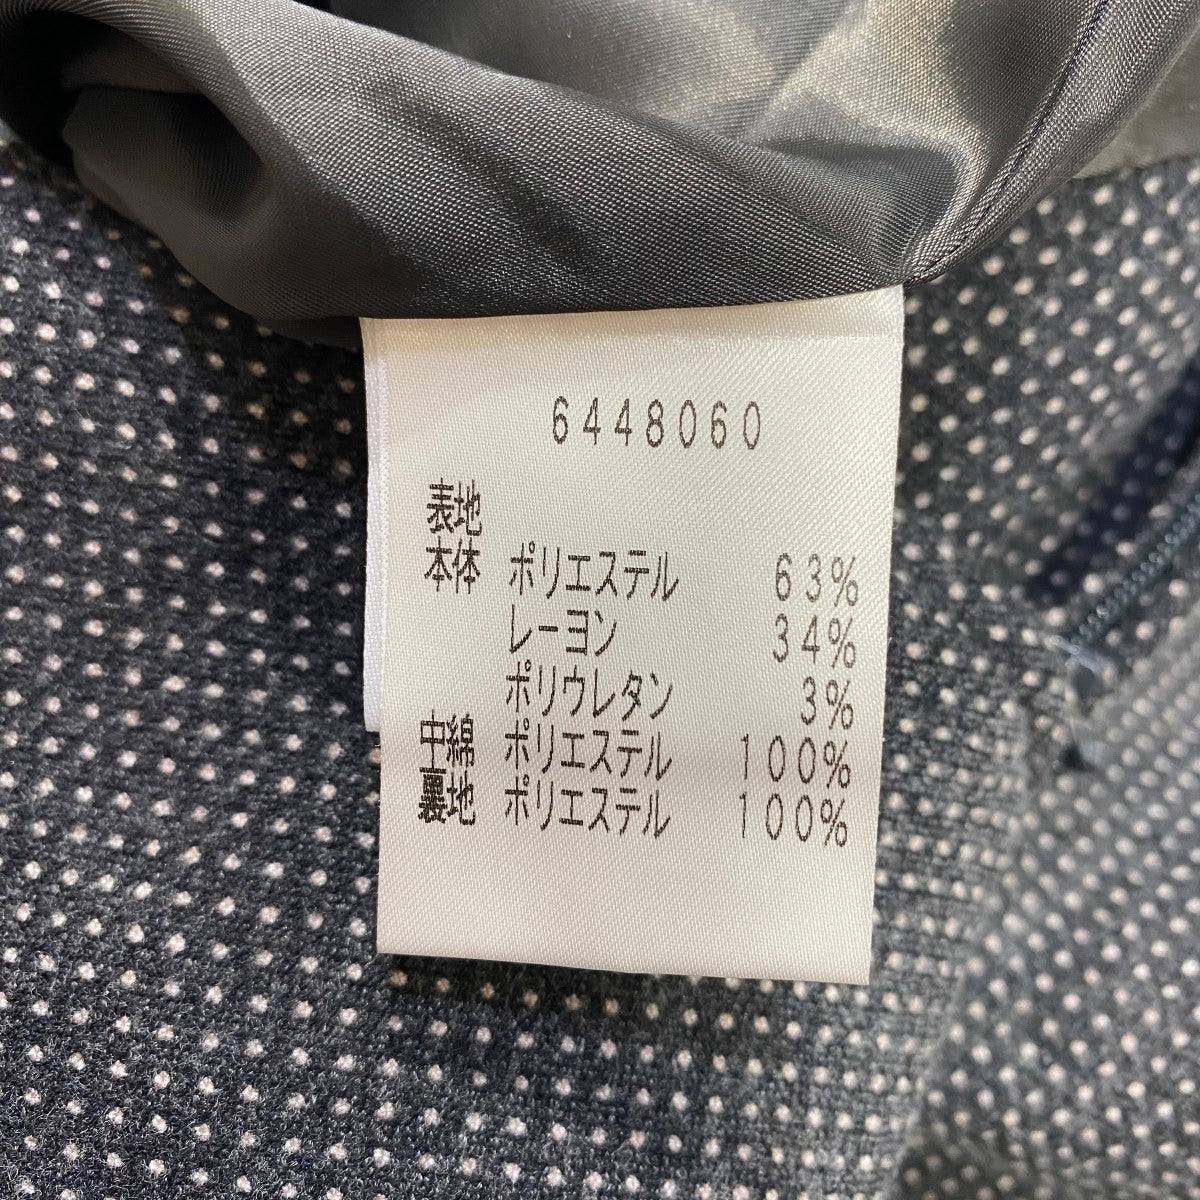 6448060
表地
本体 ポリエステル 63%
レーヨン 34%
ポリウレタン 3%
中綿 ポリエステル 100%
裏地 ポリエステル 100%